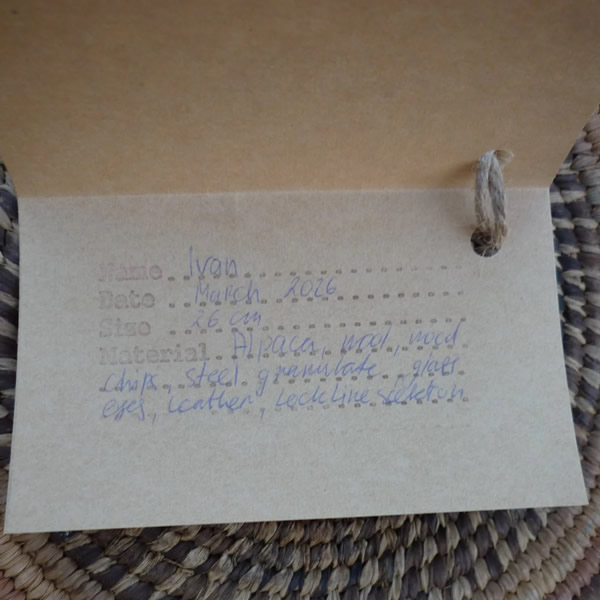 Name Ivan
Date March 2026
Size 26 cm
Material Alpaca, wool, wood
chips, steel granulate, glass
eyes, leather, Lockline skeleton